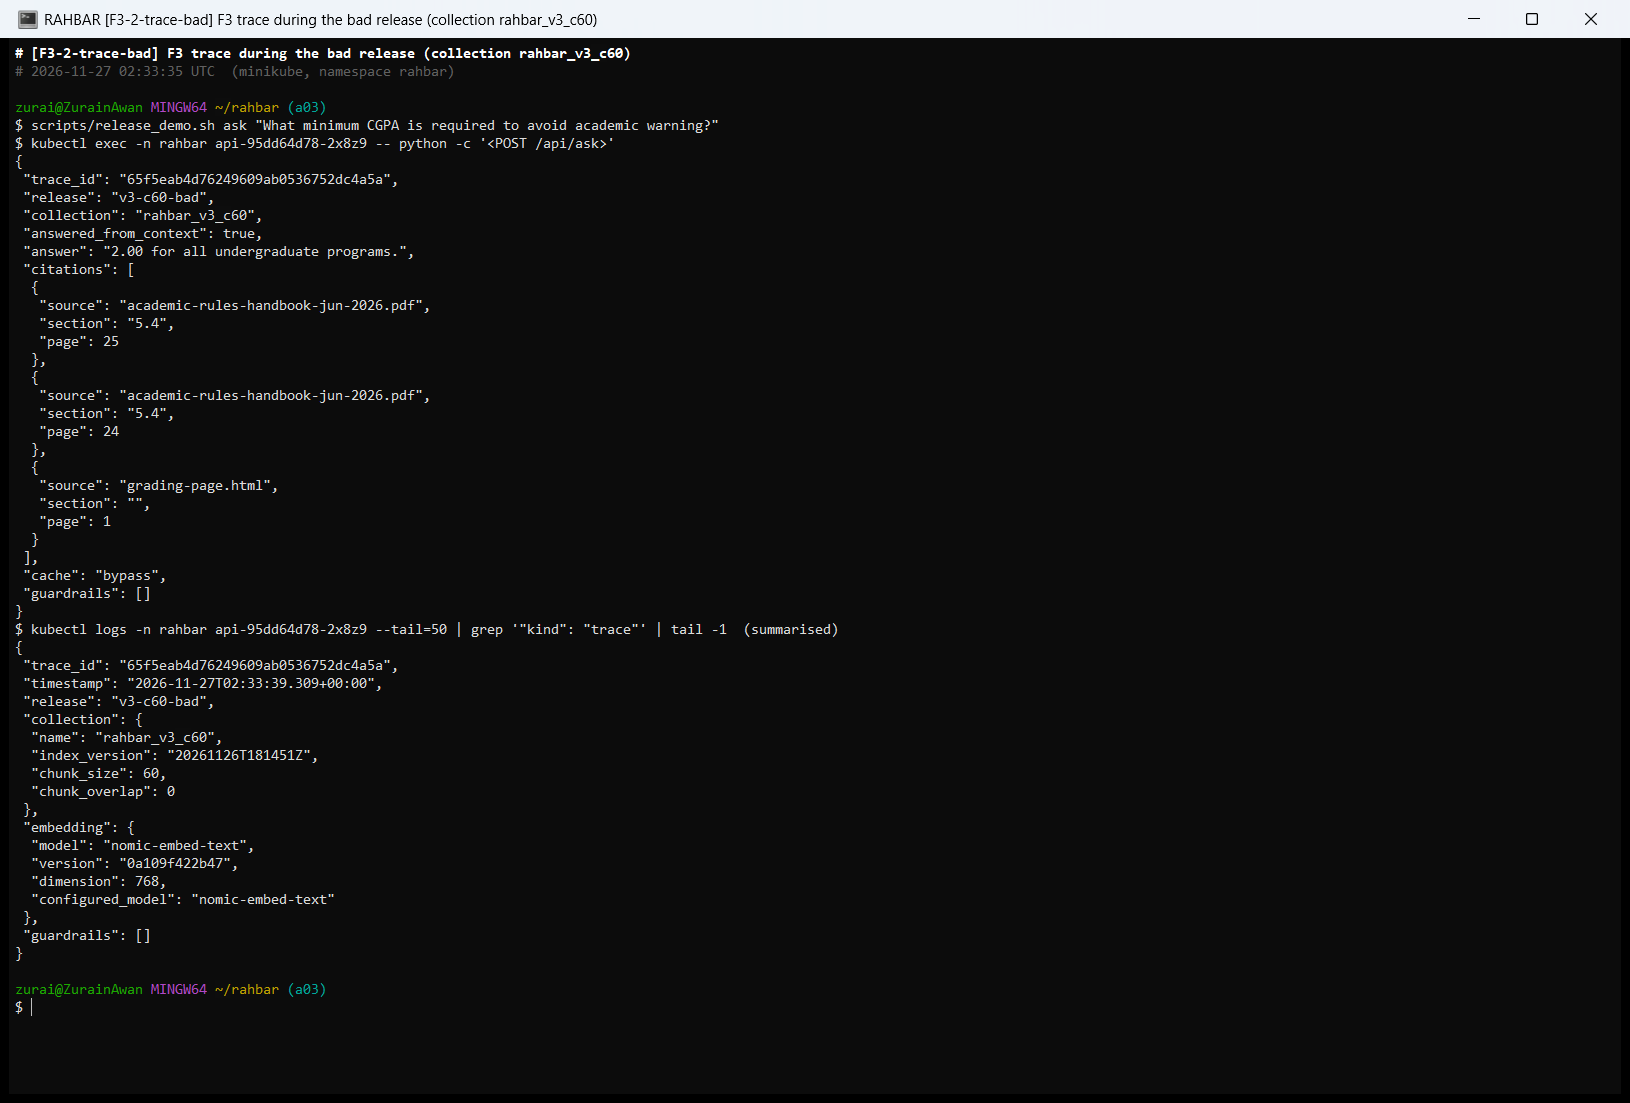 RAHBAR [F3-2-trace-bad] F3 trace during the bad release (collection rahbar_v3_c60)
# [F3-2-trace-bad] F3 trace during the bad release (collection rahbar_v3_c60)
# 2026-11-27 02:33:35 UTC  (minikube, namespace rahbar)
zurai@ZurainAwan MINGW64 ~/rahbar (a03)
$ scripts/release_demo.sh ask "What minimum CGPA is required to avoid academic warning?"
$ kubectl exec -n rahbar api-95dd64d78-2x8z9 -- python -c '<POST /api/ask>'
{
 "trace_id": "65f5eab4d76249609ab0536752dc4a5a",
 "release": "v3-c60-bad",
 "collection": "rahbar_v3_c60",
 "answered_from_context": true,
 "answer": "2.00 for all undergraduate programs.",
 "citations": [
  {
   "source": "academic-rules-handbook-jun-2026.pdf",
   "section": "5.4",
   "page": 25
  },
  {
   "source": "academic-rules-handbook-jun-2026.pdf",
   "section": "5.4",
   "page": 24
  },
  {
   "source": "grading-page.html",
   "section": "",
   "page": 1
  }
 ],
 "cache": "bypass",
 "guardrails": []
}
$ kubectl logs -n rahbar api-95dd64d78-2x8z9 --tail=50 | grep '"kind": "trace"' | tail -1  (summarised)
{
 "trace_id": "65f5eab4d76249609ab0536752dc4a5a",
 "timestamp": "2026-11-27T02:33:39.309+00:00",
 "release": "v3-c60-bad",
 "collection": {
  "name": "rahbar_v3_c60",
  "index_version": "20261126T181451Z",
  "chunk_size": 60,
  "chunk_overlap": 0
 },
 "embedding": {
  "model": "nomic-embed-text",
  "version": "0a109f422b47",
  "dimension": 768,
  "configured_model": "nomic-embed-text"
 },
 "guardrails": []
}
zurai@ZurainAwan MINGW64 ~/rahbar (a03)
$